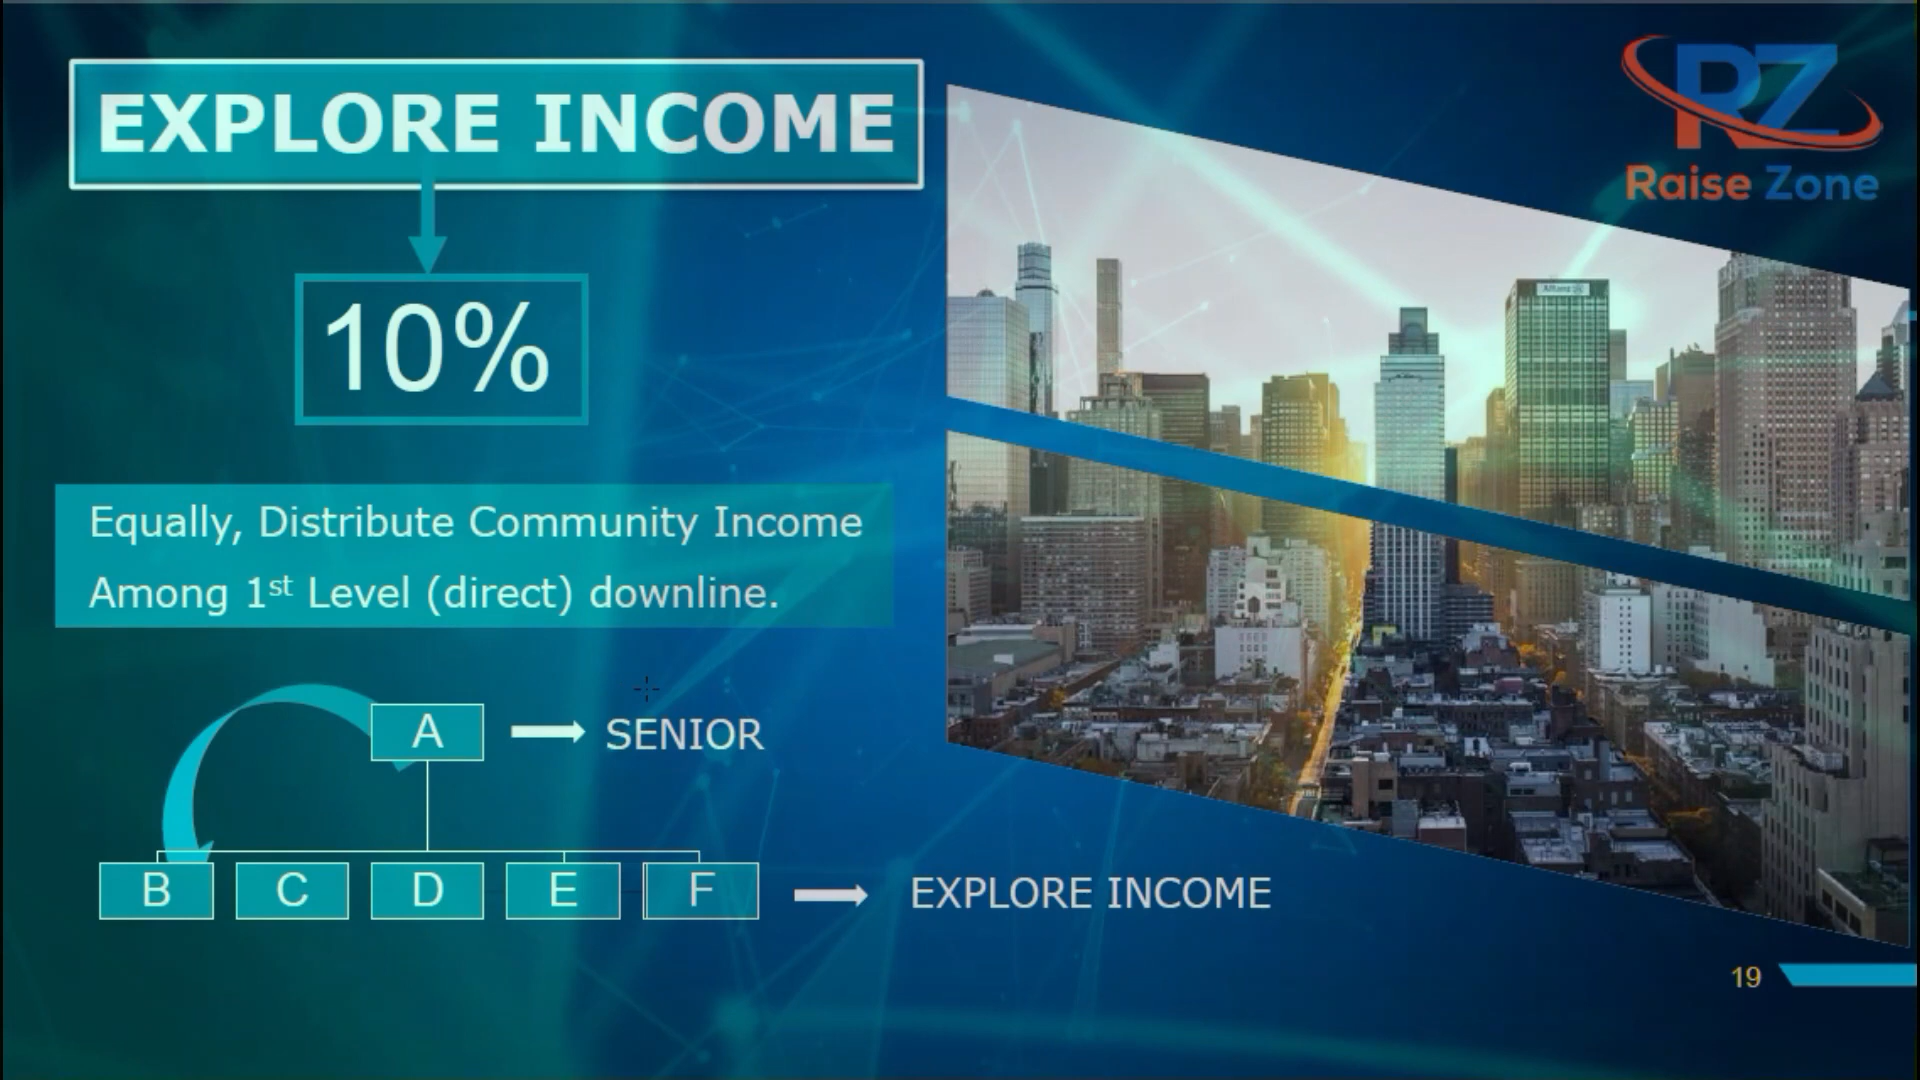 EXPLORE INCOME
RZ
Raise Zone
10%
Equally, Distribute Community Income
Among 1st Level (direct) downline.
A
SENIOR
B C D E F
EXPLORE INCOME
19